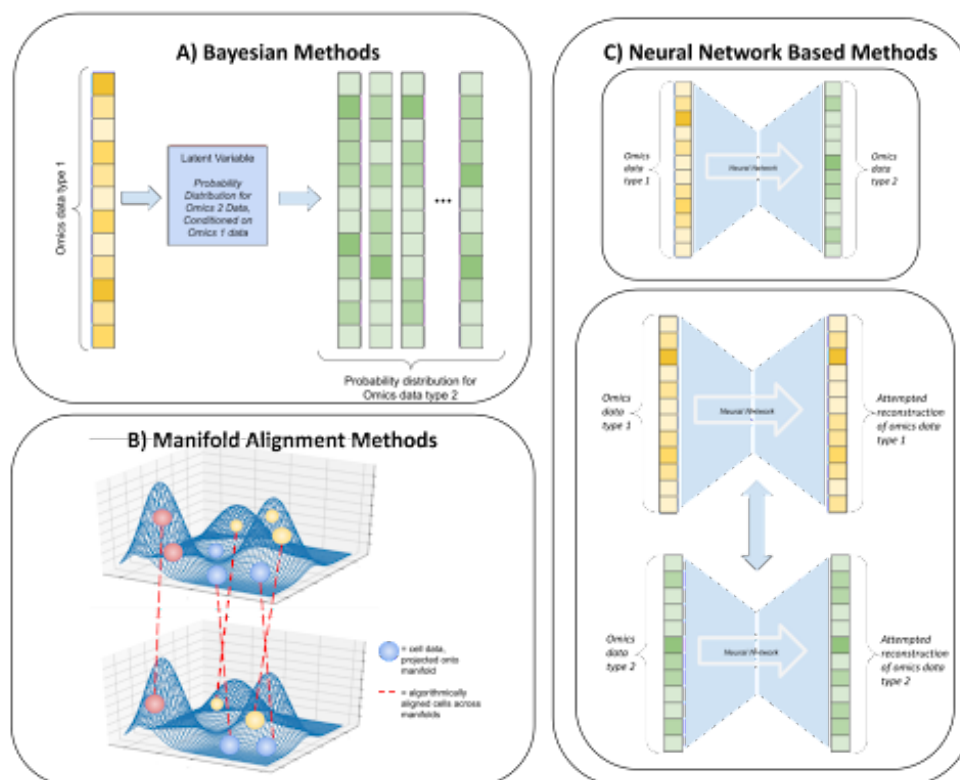 A) Bayesian Methods
Omics data type 1
Latent Variable
Probability
Distribution for
Omics 2 Data,
Conditioned on
Omics 1 data
...
Probability distribution for
Omics data type 2
B) Manifold Alignment Methods
= cell data,
projected onto
manifold
= algorithmically
aligned cells across
manifolds
C) Neural Network Based Methods
Omics
data
type 1
Neural Network
Omics
data
type 2
Omics
data
type 1
Neural Network
Attempted
reconstruction
of omics data
type 1
Omics
data
type 2
Neural Network
Attempted
reconstruction
of omics data
type 2